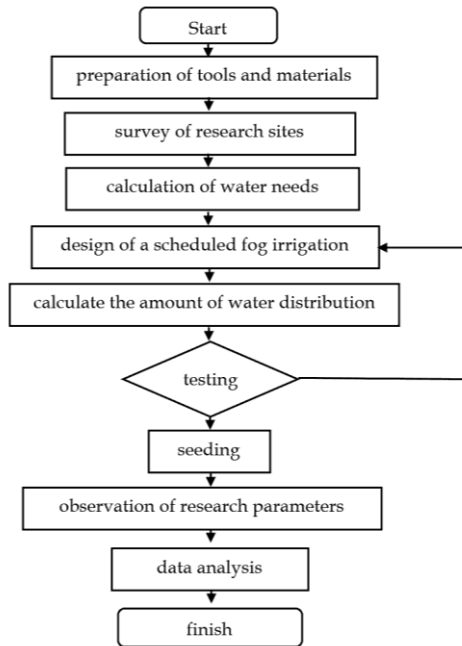 Start
preparation of tools and materials
survey of research sites
calculation of water needs
design of a scheduled fog irrigation
calculate the amount of water distribution
testing
seeding
observation of research parameters
data analysis
finish